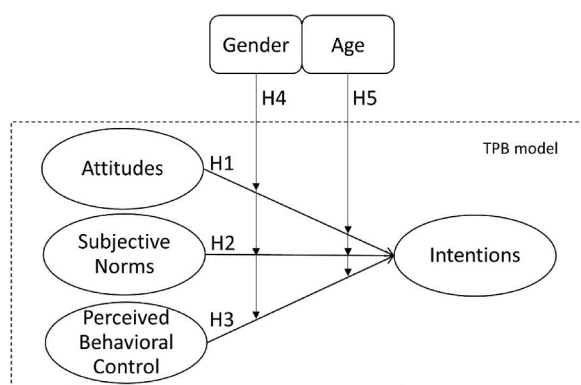 Gender
Age
H4
H5
TPB model
Attitudes
H1
Subjective
Norms
H2
Intentions
Perceived
Behavioral
Control
H3